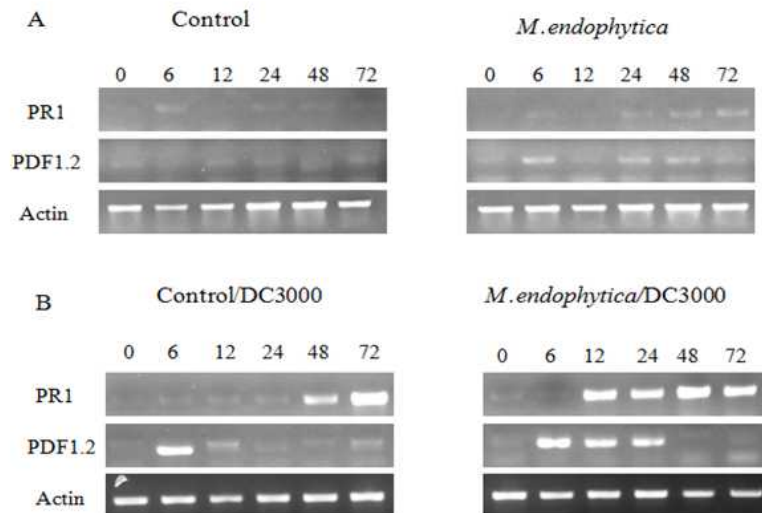 A
Control
M.endophytica
0 6 12 24 48 72
0 6 12 24 48 72
PR1
PDF1.2
Actin
B
Control/DC3000
M.endophytica/DC3000
0 6 12 24 48 72
0 6 12 24 48 72
PR1
PDF1.2
Actin